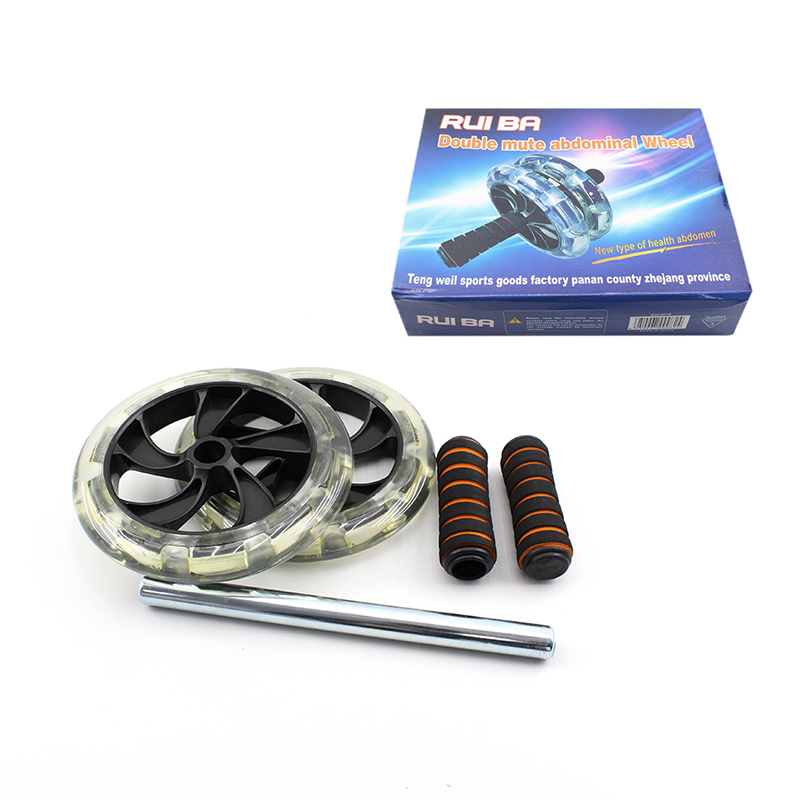 RUI BA
Double mute abdominal Wheel
New type of health abdomen
Teng weil sports goods factory panan county zhejang province
RUI BA